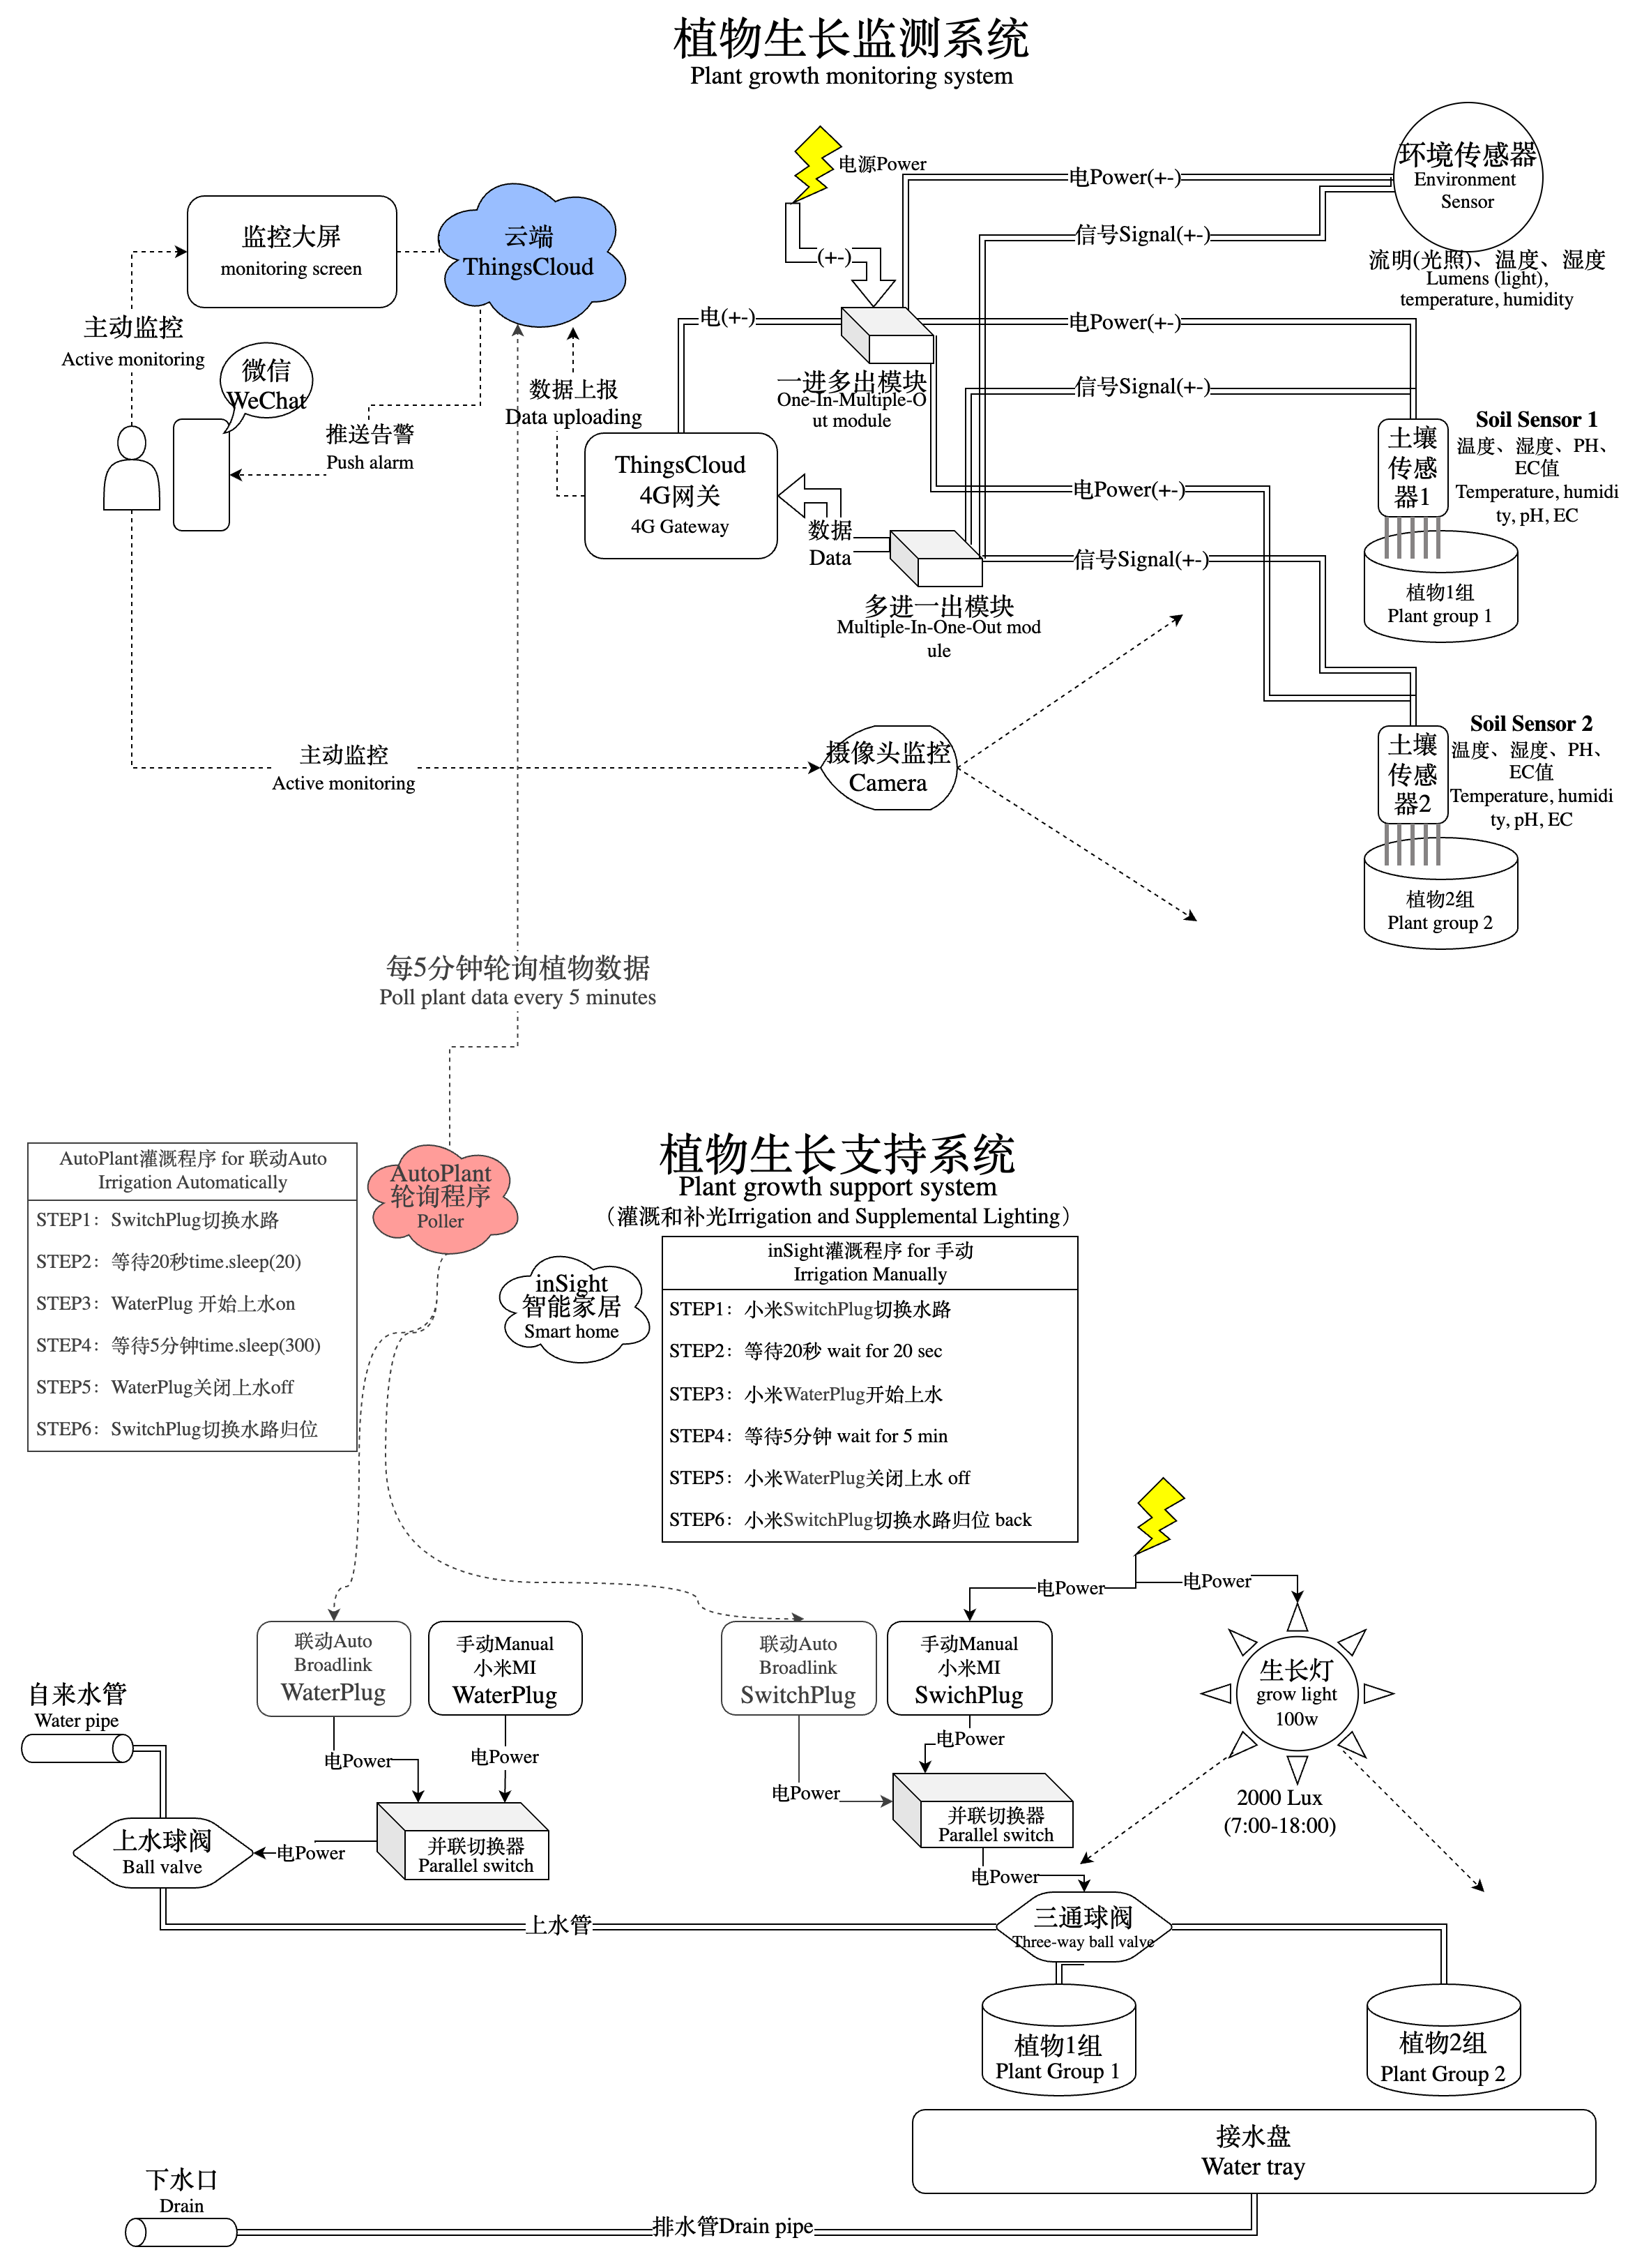 植物生长监测系统
Plant growth monitoring system
电源Power
(+-)
环境传感器
Environment
Sensor
流明(光照)、温度、湿度
Lumens (light),
temperature, humidity
电Power(+-)
信号Signal(+-)
监控大屏
monitoring screen
云端
ThingsCloud
主动监控
Active monitoring
微信
WeChat
推送告警
Push alarm
数据上报
Data uploading
电(+-)
一进多出模块
One-In-Multiple-O
ut module
电Power(+-)
信号Signal(+-)
ThingsCloud
4G网关
4G Gateway
数据
Data
多进一出模块
Multiple-In-One-Out mod
ule
电Power(+-)
信号Signal(+-)
土壤
传感
器1
Soil Sensor 1
温度、湿度、PH、
EC值
Temperature, humidi
ty, pH, EC
植物1组
Plant group 1
主动监控
Active monitoring
摄像头监控
Camera
土壤
传感
器2
Soil Sensor 2
温度、湿度、PH、
EC值
Temperature, humidi
ty, pH, EC
植物2组
Plant group 2
每5分钟轮询植物数据
Poll plant data every 5 minutes
AutoPlant灌溉程序 for 联动Auto
Irrigation Automatically
STEP1：SwitchPlug切换水路
STEP2：等待20秒time.sleep(20)
STEP3：WaterPlug 开始上水on
STEP4：等待5分钟time.sleep(300)
STEP5：WaterPlug关闭上水off
STEP6：SwitchPlug切换水路归位
AutoPlant
轮询程序
Poller
植物生长支持系统
Plant growth support system
（灌溉和补光Irrigation and Supplemental Lighting）
inSight
智能家居
Smart home
inSight灌溉程序 for 手动
Irrigation Manually
STEP1：小米SwitchPlug切换水路
STEP2：等待20秒 wait for 20 sec
STEP3：小米WaterPlug开始上水
STEP4：等待5分钟 wait for 5 min
STEP5：小米WaterPlug关闭上水 off
STEP6：小米SwitchPlug切换水路归位 back
电Power
电Power
联动Auto
Broadlink
WaterPlug
手动Manual
小米MI
WaterPlug
联动Auto
Broadlink
SwitchPlug
手动Manual
小米MI
SwichPlug
生长灯
grow light
100w
2000 Lux
(7:00-18:00)
自来水管
Water pipe
电Power
电Power
电Power
电Power
并联切换器
Parallel switch
并联切换器
Parallel switch
上水球阀
Ball valve
电Power
电Power
上水管
三通球阀
Three-way ball valve
植物1组
Plant Group 1
植物2组
Plant Group 2
接水盘
Water tray
下水口
Drain
排水管Drain pipe